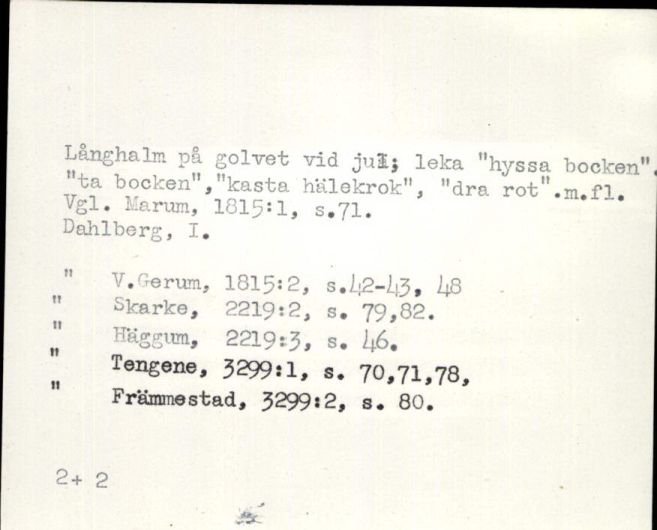 Långhalm på golvet vid jul; leka "hyssa bocken".
"ta bocken","kasta hälekrok", "dra rot".m.fl.
Vgl. Marum, 1815:1, s.71.
Dahlberg, I.
" V.Gerum, 1815:2, s.42-43, 48
" Skarke, 2219:2, s. 79,82.
" Häggum, 2219:3, s. 46.
" Tengene, 3299:1, s. 70,71,78,
" Främmestad, 3299:2, s. 80.
2+ 2